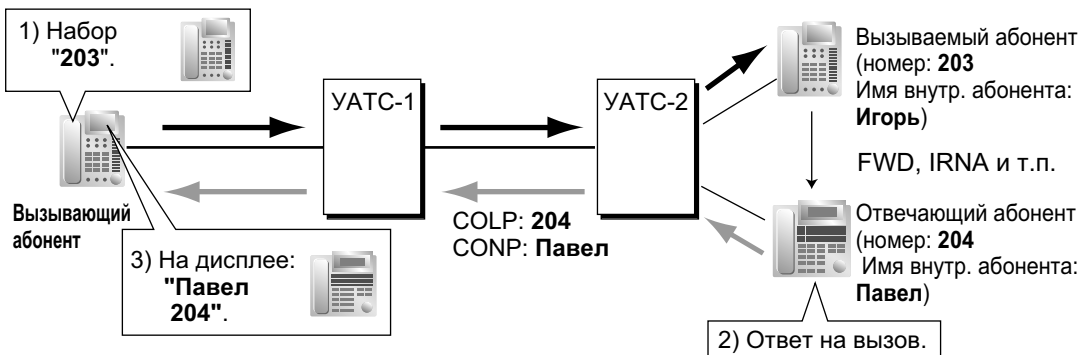 1) Набор
"203".
УАТС-1
УАТС-2
Вызываемый абонент
(номер: 203
Имя внутр. абонента:
Игорь)
FWD, IRNA и т.п.
Вызывающий
абонент
COLP: 204
CONP: Павел
Отвечающий абонент
(номер: 204
Имя внутр. абонента:
Павел)
3) На дисплее:
"Павел
204".
2) Ответ на вызов.